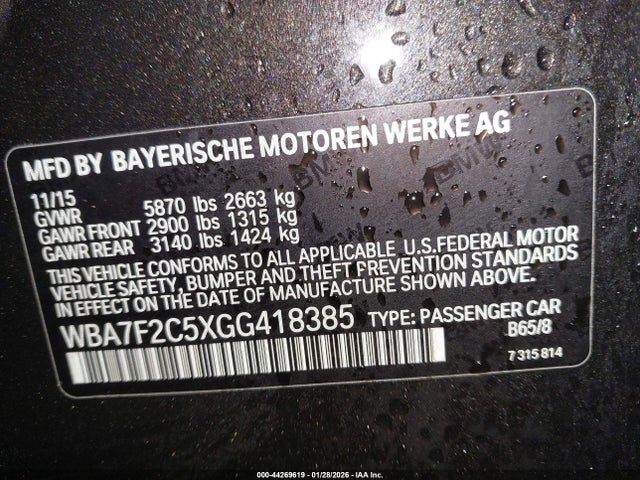 MFD BY BAYERISCHE MOTOREN WERKE AG
11/15
GVWR 5870 lbs 2663 kg
GAWR FRONT 2900 lbs 1315 kg
GAWR REAR 3140 lbs 1424 kg
THIS VEHICLE CONFORMS TO ALL APPLICABLE U.S.FEDERAL MOTOR
VEHICLE SAFETY, BUMPER AND THEFT PREVENTION STANDARDS
IN EFFECT ON THE DATE OF MANUFACTURE SHOWN ABOVE.
WBA7F2C5XGG418385 TYPE: PASSENGER CAR
B65/8
7 315 814
000-44269619 | 01/28/2026 - IAA Inc.